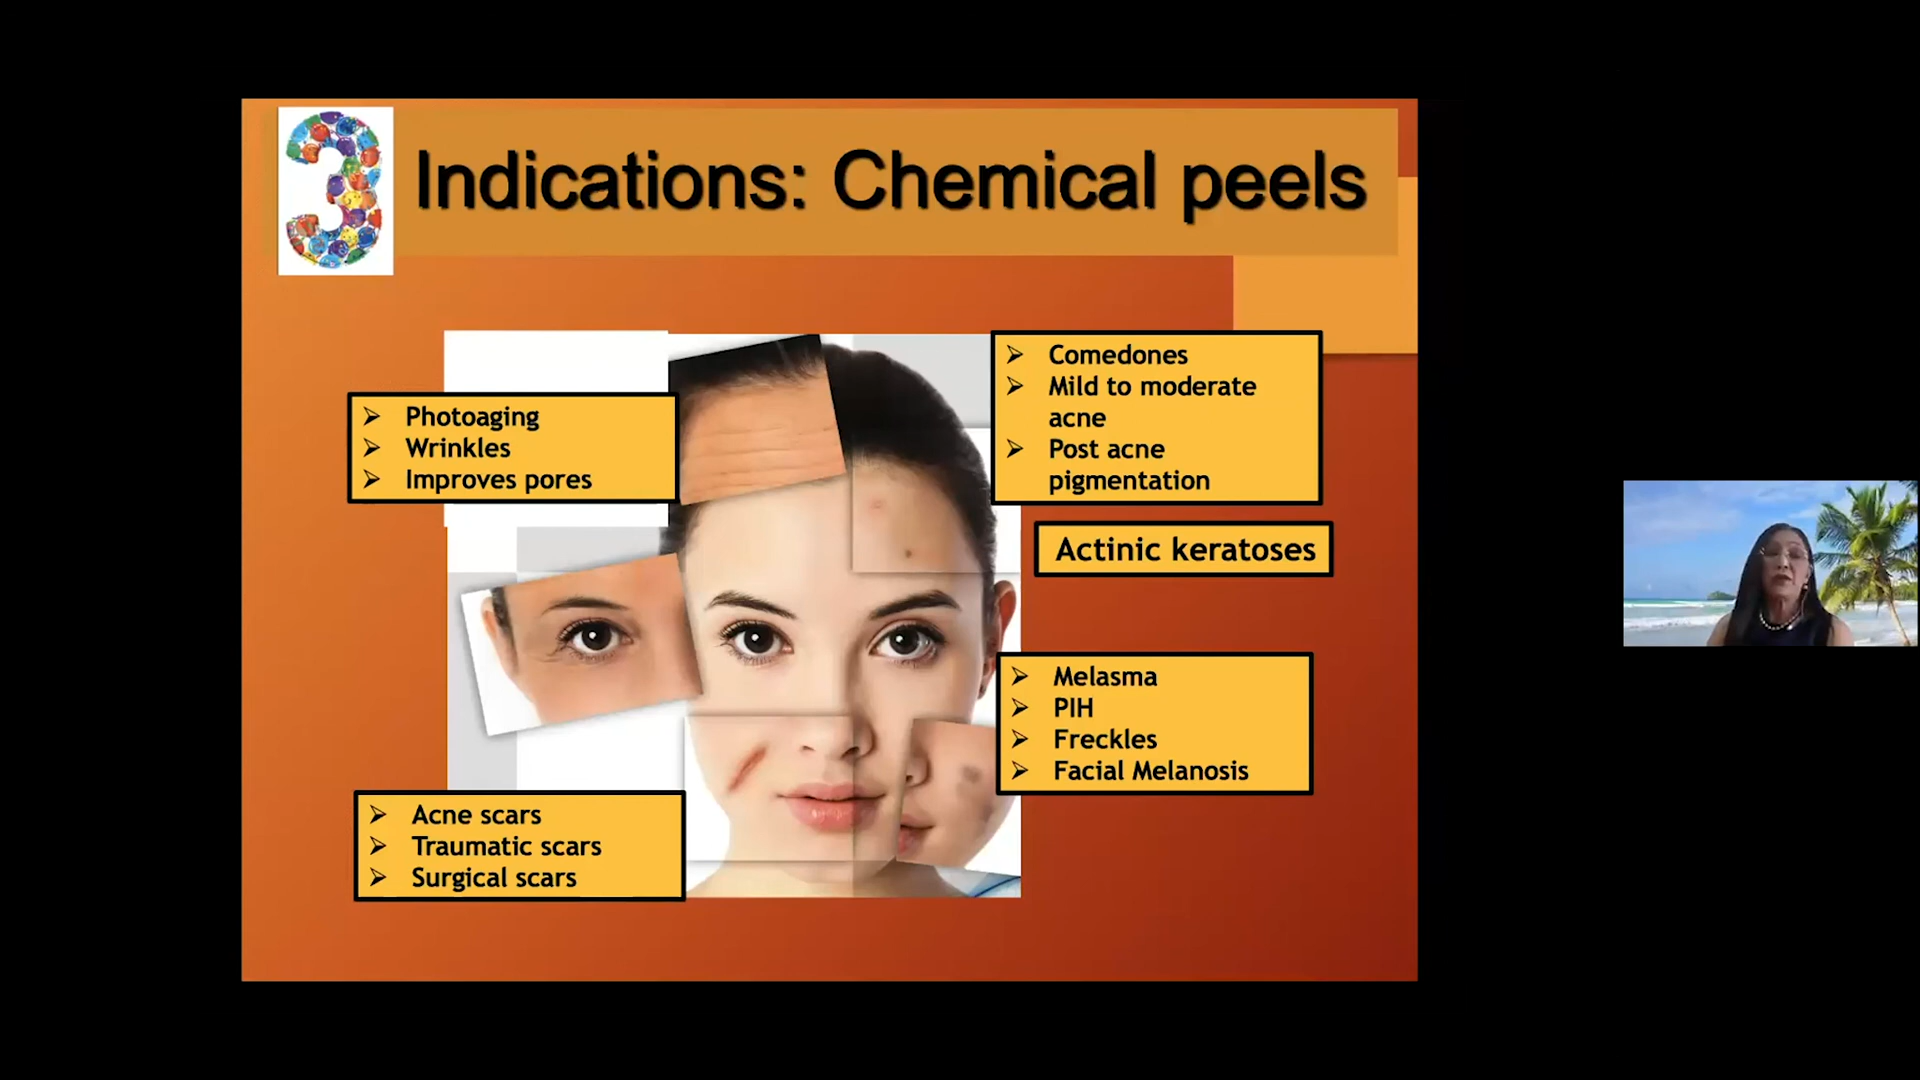 3
Indications: Chemical peels
➢ Photoaging
➢ Wrinkles
➢ Improves pores
➢ Comedones
➢ Mild to moderate
acne
➢ Post acne
pigmentation
Actinic keratoses
➢ Melasma
➢ PIH
➢ Freckles
➢ Facial Melanosis
➢ Acne scars
➢ Traumatic scars
➢ Surgical scars